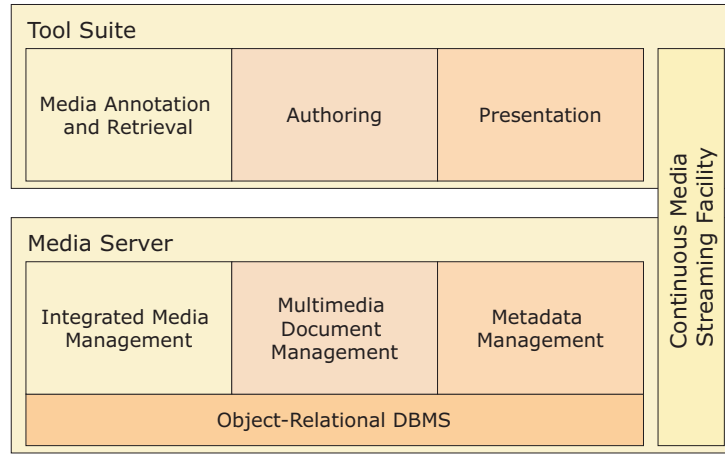 Tool Suite
Media Annotation
and Retrieval
Authoring
Presentation
Continuous Media
Streaming Facility
Media Server
Integrated Media
Management
Multimedia
Document
Management
Metadata
Management
Object-Relational DBMS